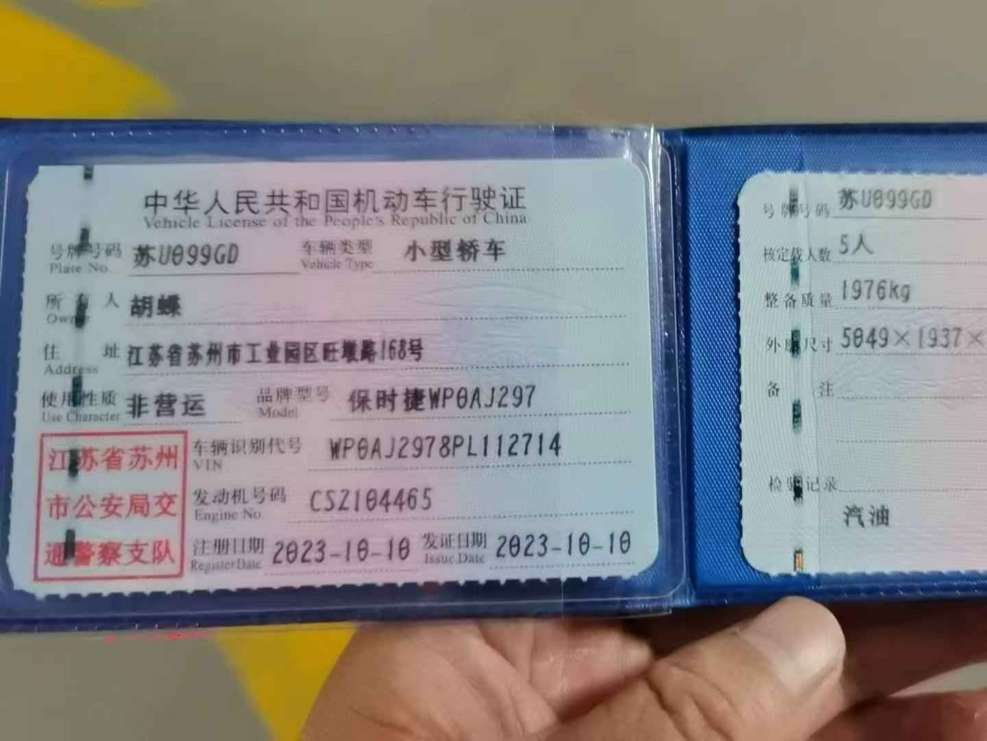 中华人民共和国机动车行驶证
Vehicle License of the People's Republic of China
号牌号码 苏U099GD 车辆类型 小型轿车
Plate No. Vehicle Type
所有人 胡蝶
Owner
住址 江苏省苏州市工业园区旺墩路168号
Address
使用性质 非营运 品牌型号 保时捷WP0AJ297
Use Character Model
江苏省苏州
市公安局交
通警察支队
车辆识别代号 WP0AJ2978PL112714
VIN
发动机号码 CSZ104465
Engine No.
注册日期 2023-10-10 发证日期 2023-10-10
Register Date Issue Date
号牌号码 苏U099GD
核定载人数 5人
整备质量 1976kg
外廓尺寸 5049×1937×
备注
检验记录
汽油